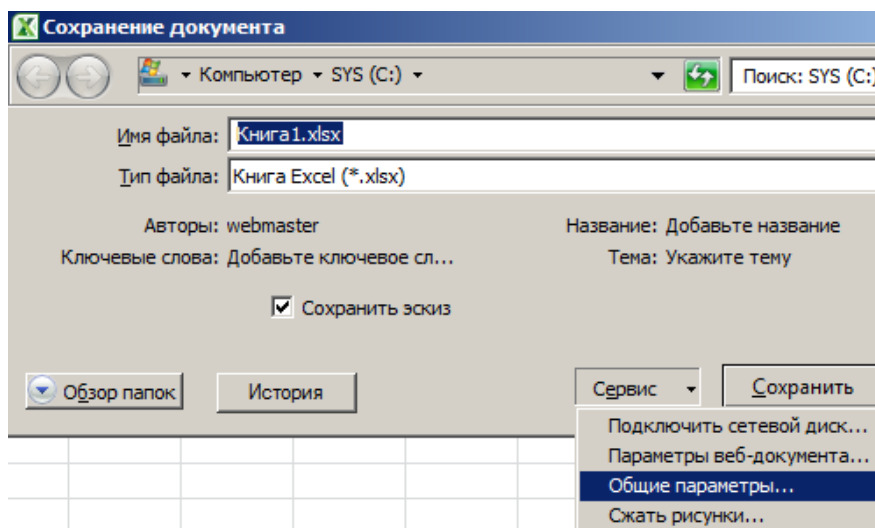 Сохранение документа
Компьютер SYS (C:) Поиск: SYS (C:)
Имя файла: Книга1.xlsx
Тип файла: Книга Excel (*.xlsx)
Авторы: webmaster Название: Добавьте название
Ключевые слова: Добавьте ключевое сл... Тема: Укажите тему
Сохранить эскиз
Обзор папок История Сервис Сохранить
Подключить сетевой диск...
Параметры веб-документа...
Общие параметры...
Сжать рисунки...